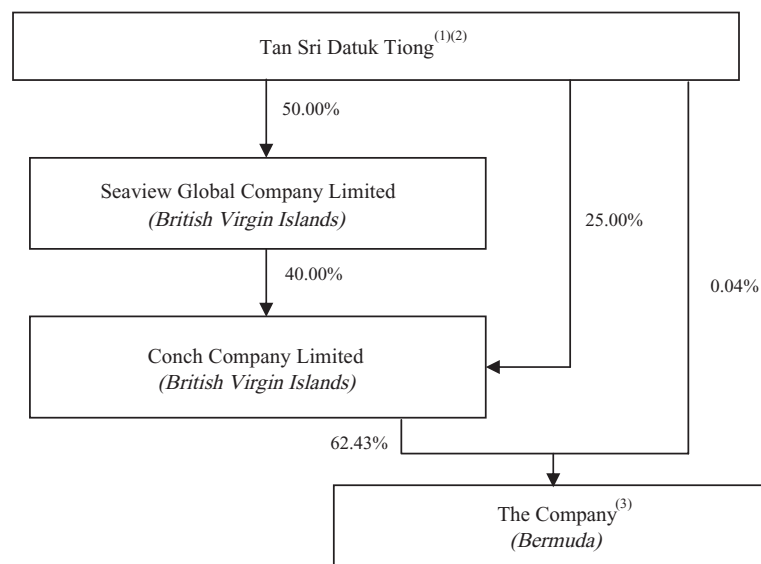 Tan Sri Datuk Tiong(1)(2)
50.00%
Seaview Global Company Limited
(British Virgin Islands)
25.00%
40.00%
0.04%
Conch Company Limited
(British Virgin Islands)
62.43%
The Company(3)
(Bermuda)